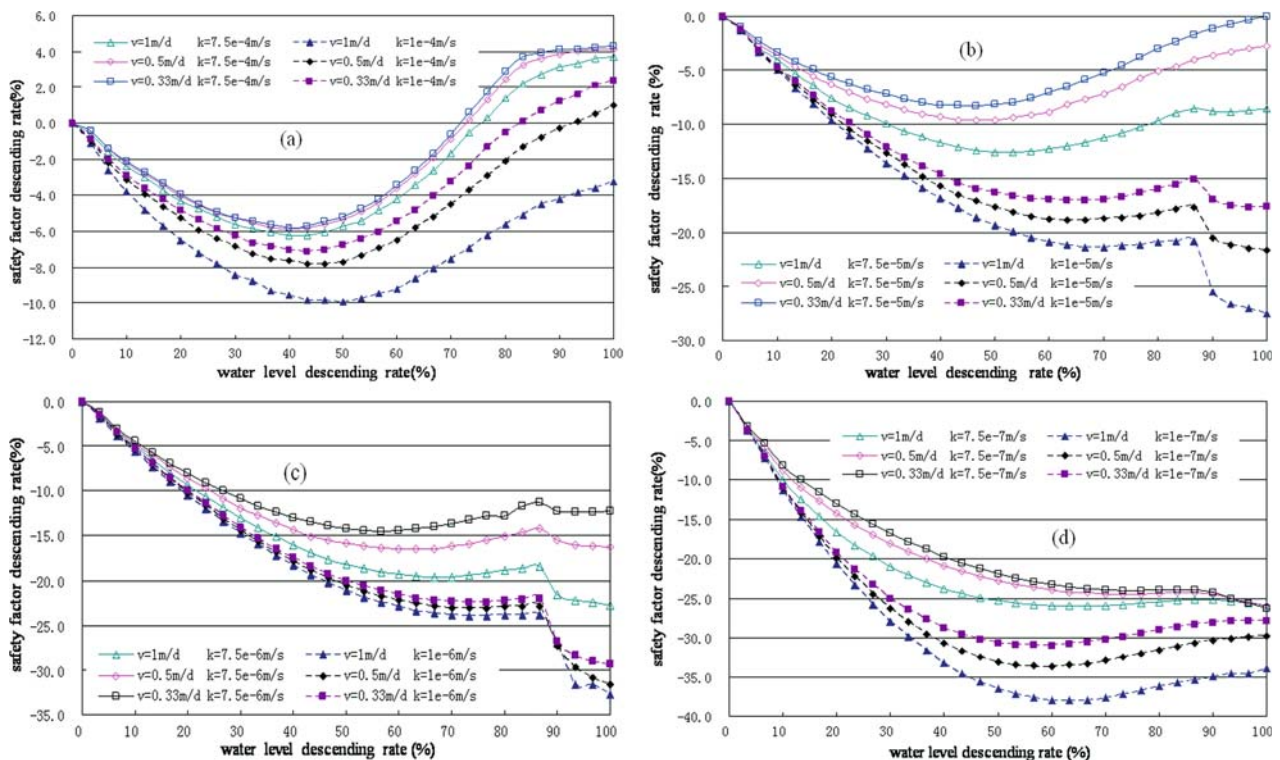 6.0
4.0
2.0
0.0
-2.0
-4.0
-6.0
-8.0
-10.0
-12.0
safety factor descending rate(%)
v=1m/d k=7.5e-4m/s v=1m/d k=1e-4m/s
v=0.5m/d k=7.5e-4m/s v=0.5m/d k=1e-4m/s
v=0.33m/d k=7.5e-4m/s v=0.33m/d k=1e-4m/s
(a)
0 10 20 30 40 50 60 70 80 90 100
water level descending rate(%)
0.0
-5.0
-10.0
-15.0
-20.0
-25.0
-30.0
safety factor descending rate (%)
(b)
v=1m/d k=7.5e-5m/s v=1m/d k=1e-5m/s
v=0.5m/d k=7.5e-5m/s v=0.5m/d k=1e-5m/s
v=0.33m/d k=7.5e-5m/s v=0.33m/d k=1e-5m/s
0 10 20 30 40 50 60 70 80 90 100
water level descending rate (%)
0.0
-5.0
-10.0
-15.0
-20.0
-25.0
-30.0
-35.0
safety factor descending rate(%)
(c)
v=1m/d k=7.5e-6m/s v=1m/d k=1e-6m/s
v=0.5m/d k=7.5e-6m/s v=0.5m/d k=1e-6m/s
v=0.33m/d k=7.5e-6m/s v=0.33m/d k=1e-6m/s
0 10 20 30 40 50 60 70 80 90 100
water level descending rate (%)
0.0
-5.0
-10.0
-15.0
-20.0
-25.0
-30.0
-35.0
-40.0
safety factor descending rate(%)
v=1m/d k=7.5e-7m/s v=1m/d k=1e-7m/s
v=0.5m/d k=7.5e-7m/s v=0.5m/d k=1e-7m/s
v=0.33m/d k=7.5e-7m/s v=0.33m/d k=1e-7m/s
(d)
0 10 20 30 40 50 60 70 80 90 100
water level descending rate (%)